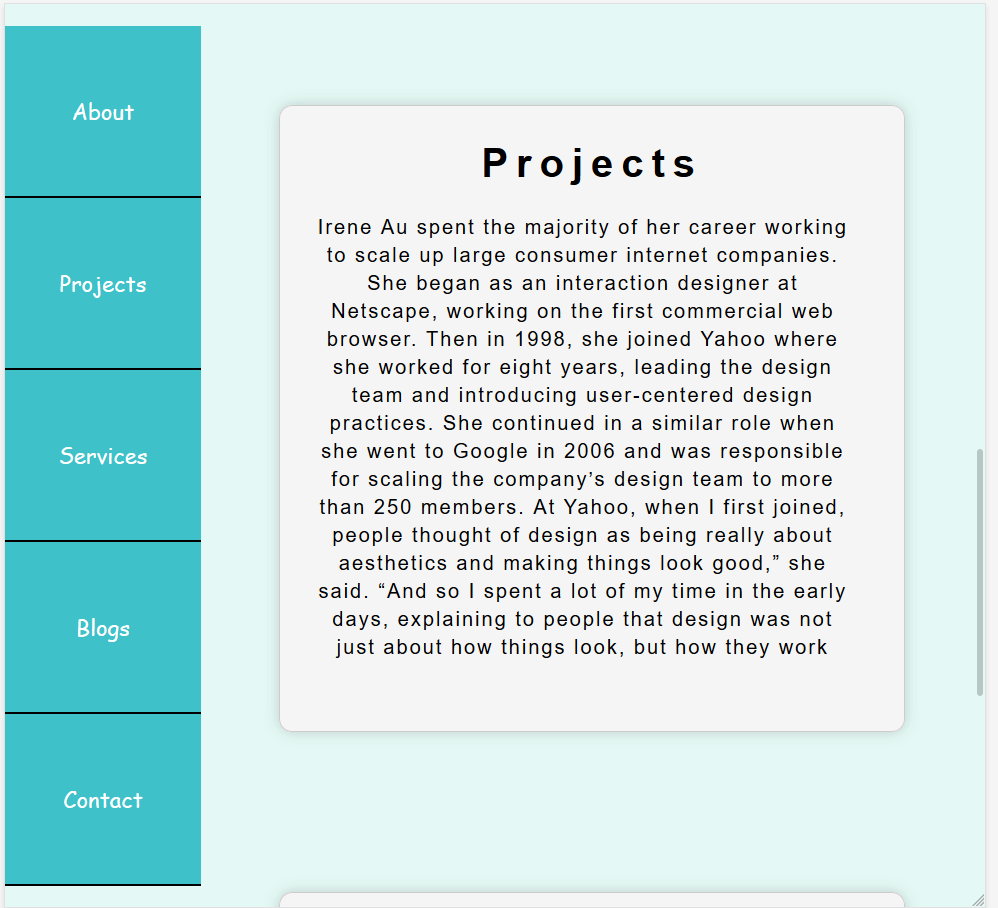 About
Projects
Services
Blogs
Contact
Projects
Irene Au spent the majority of her career working
to scale up large consumer internet companies.
She began as an interaction designer at
Netscape, working on the first commercial web
browser. Then in 1998, she joined Yahoo where
she worked for eight years, leading the design
team and introducing user-centered design
practices. She continued in a similar role when
she went to Google in 2006 and was responsible
for scaling the company’s design team to more
than 250 members. At Yahoo, when I first joined,
people thought of design as being really about
aesthetics and making things look good,” she
said. “And so I spent a lot of my time in the early
days, explaining to people that design was not
just about how things look, but how they work